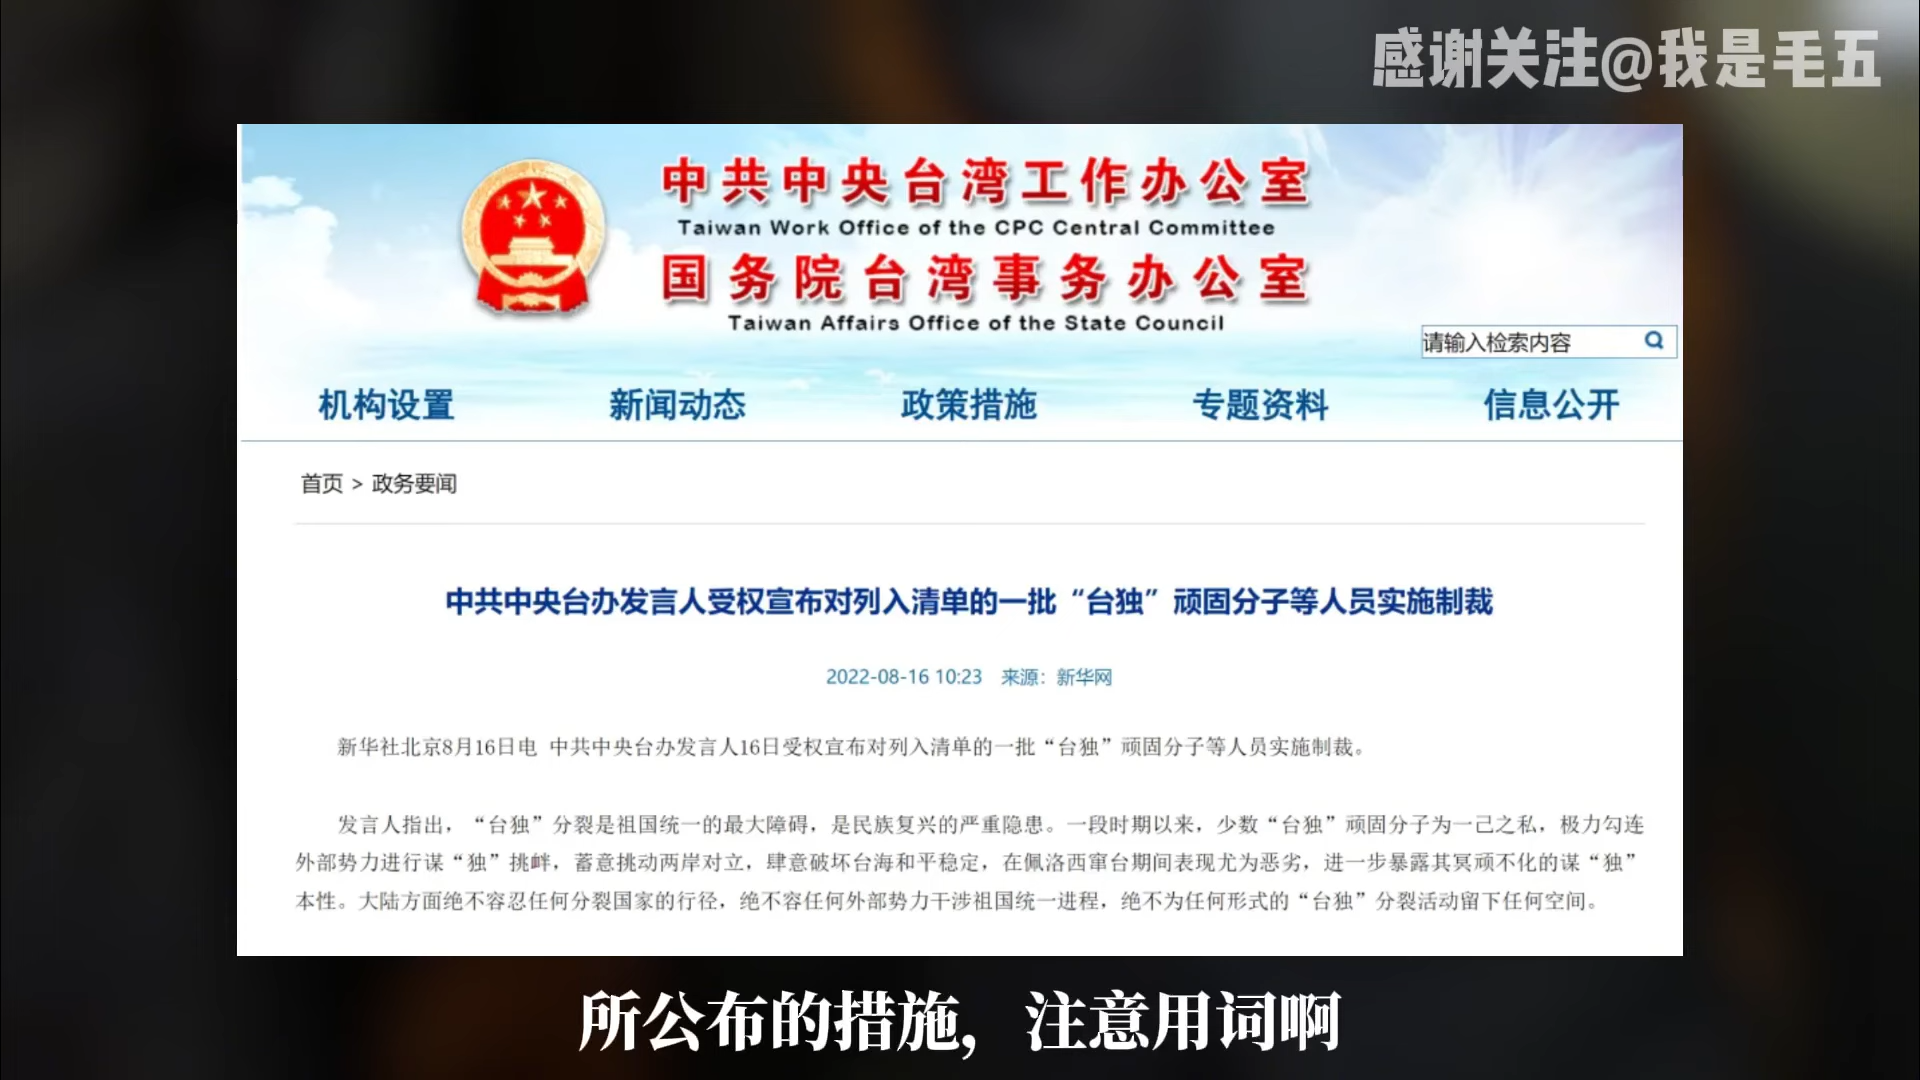 感谢关注@我是毛五
中共中央台湾工作办公室
Taiwan Work Office of the CPC Central Committee
国务院台湾事务办公室
Taiwan Affairs Office of the State Council
请输入检索内容
机构设置 新闻动态 政策措施 专题资料 信息公开
首页 > 政务要闻
中共中央台办发言人受权宣布对列入清单的一批“台独”顽固分子等人员实施制裁
2022-08-16 10:23 来源：新华网
新华社北京8月16日电 中共中央台办发言人16日受权宣布对列入清单的一批“台独”顽固分子等人员实施制裁。
发言人指出，“台独”分裂是祖国统一的最大障碍，是民族复兴的严重隐患。一段时期以来，少数“台独”顽固分子为一己之私，极力勾连
外部势力进行谋“独”挑衅，蓄意挑动两岸对立，肆意破坏台海和平稳定，在佩洛西窜台期间表现尤为恶劣，进一步暴露其冥顽不化的谋“独”
本性。大陆方面绝不容忍任何分裂国家的行径，绝不容任何外部势力干涉祖国统一进程，绝不为任何形式的“台独”分裂活动留下任何空间。
所公布的措施，注意用词啊